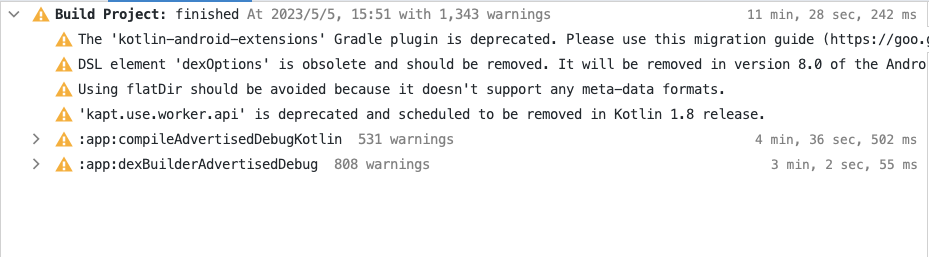 Build Project: finished At 2023/5/5, 15:51 with 1,343 warnings 11 min, 28 sec, 242 ms
The 'kotlin-android-extensions' Gradle plugin is deprecated. Please use this migration guide (https://goo.g
DSL element 'dexOptions' is obsolete and should be removed. It will be removed in version 8.0 of the Andro
Using flatDir should be avoided because it doesn't support any meta-data formats.
'kapt.use.worker.api' is deprecated and scheduled to be removed in Kotlin 1.8 release.
:app:compileAdvertisedDebugKotlin 531 warnings 4 min, 36 sec, 502 ms
:app:dexBuilderAdvertisedDebug 808 warnings 3 min, 2 sec, 55 ms